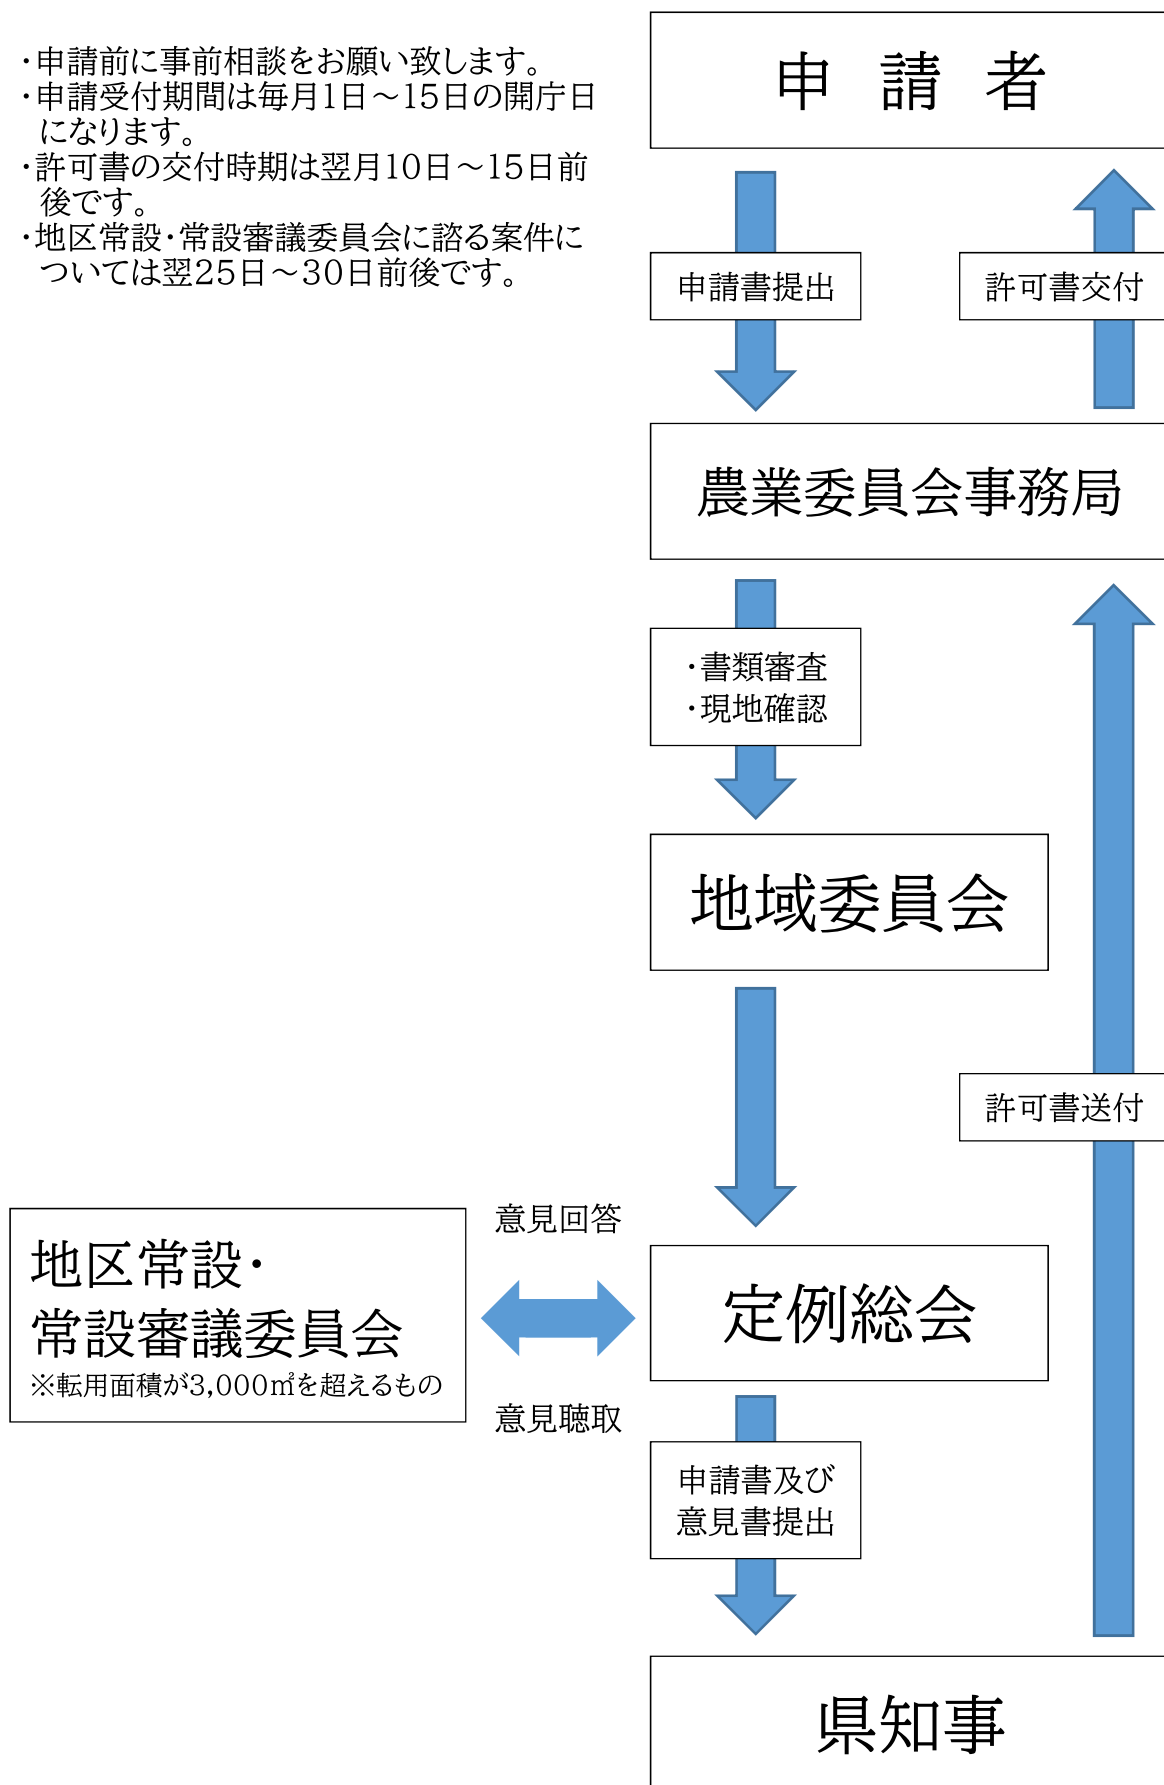 ・申請前に事前相談をお願い致します。
・申請受付期間は毎月1日～15日の開庁日
になります。
・許可書の交付時期は翌月10日～15日前
後です。
・地区常設・常設審議委員会に諮る案件に
ついては翌25日～30日前後です。
申 請 者
申請書提出
許可書交付
農業委員会事務局
・書類審査
・現地確認
地域委員会
許可書送付
意見回答
地区常設・
常設審議委員会
※転用面積が3,000㎡を超えるもの
定例総会
意見聴取
申請書及び
意見書提出
県知事